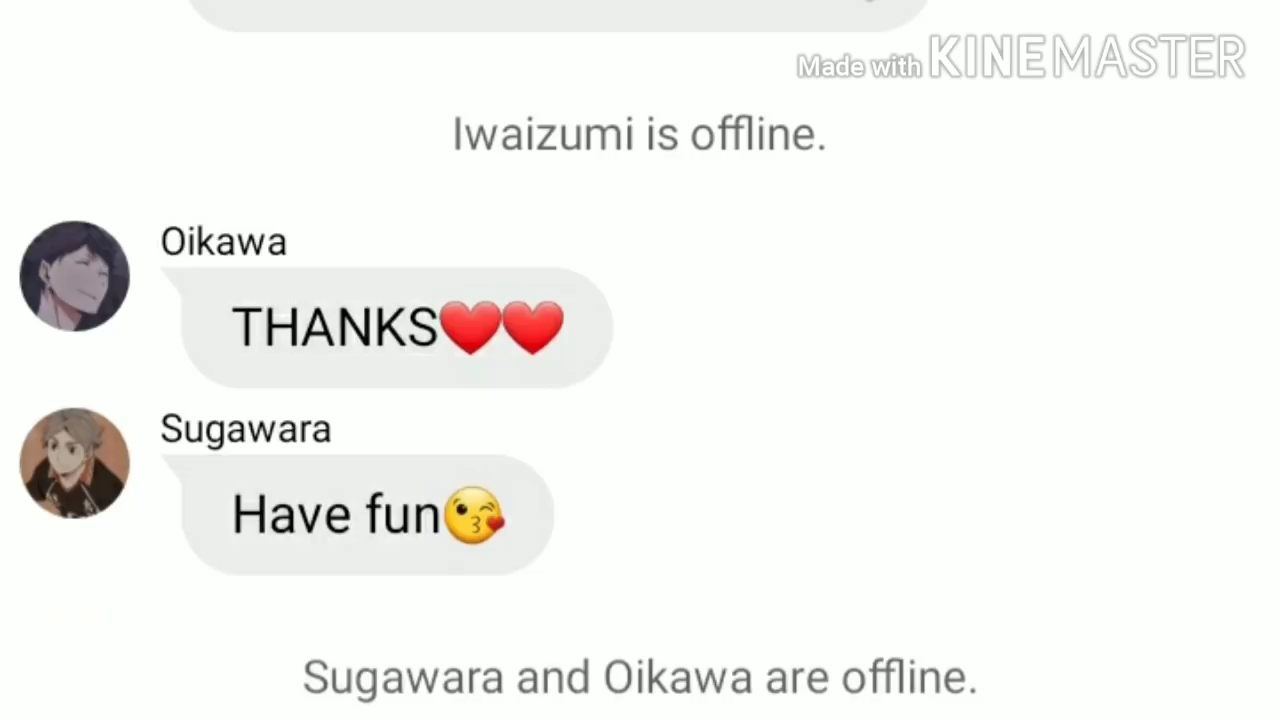 Made with KINEMASTER
Iwaizumi is offline.
Oikawa
THANKS❤️❤️
Sugawara
Have fun😘
Sugawara and Oikawa are offline.